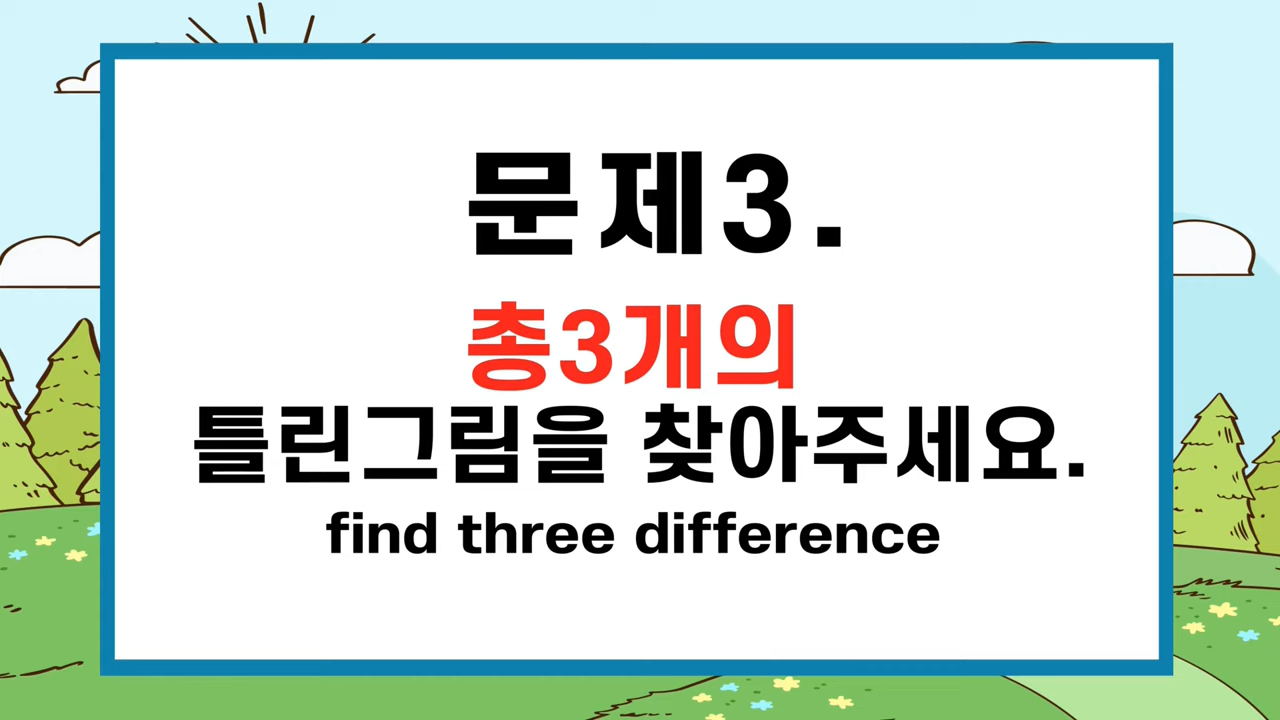 문제3.
총3개의
틀린그림을 찾아주세요.
find three difference